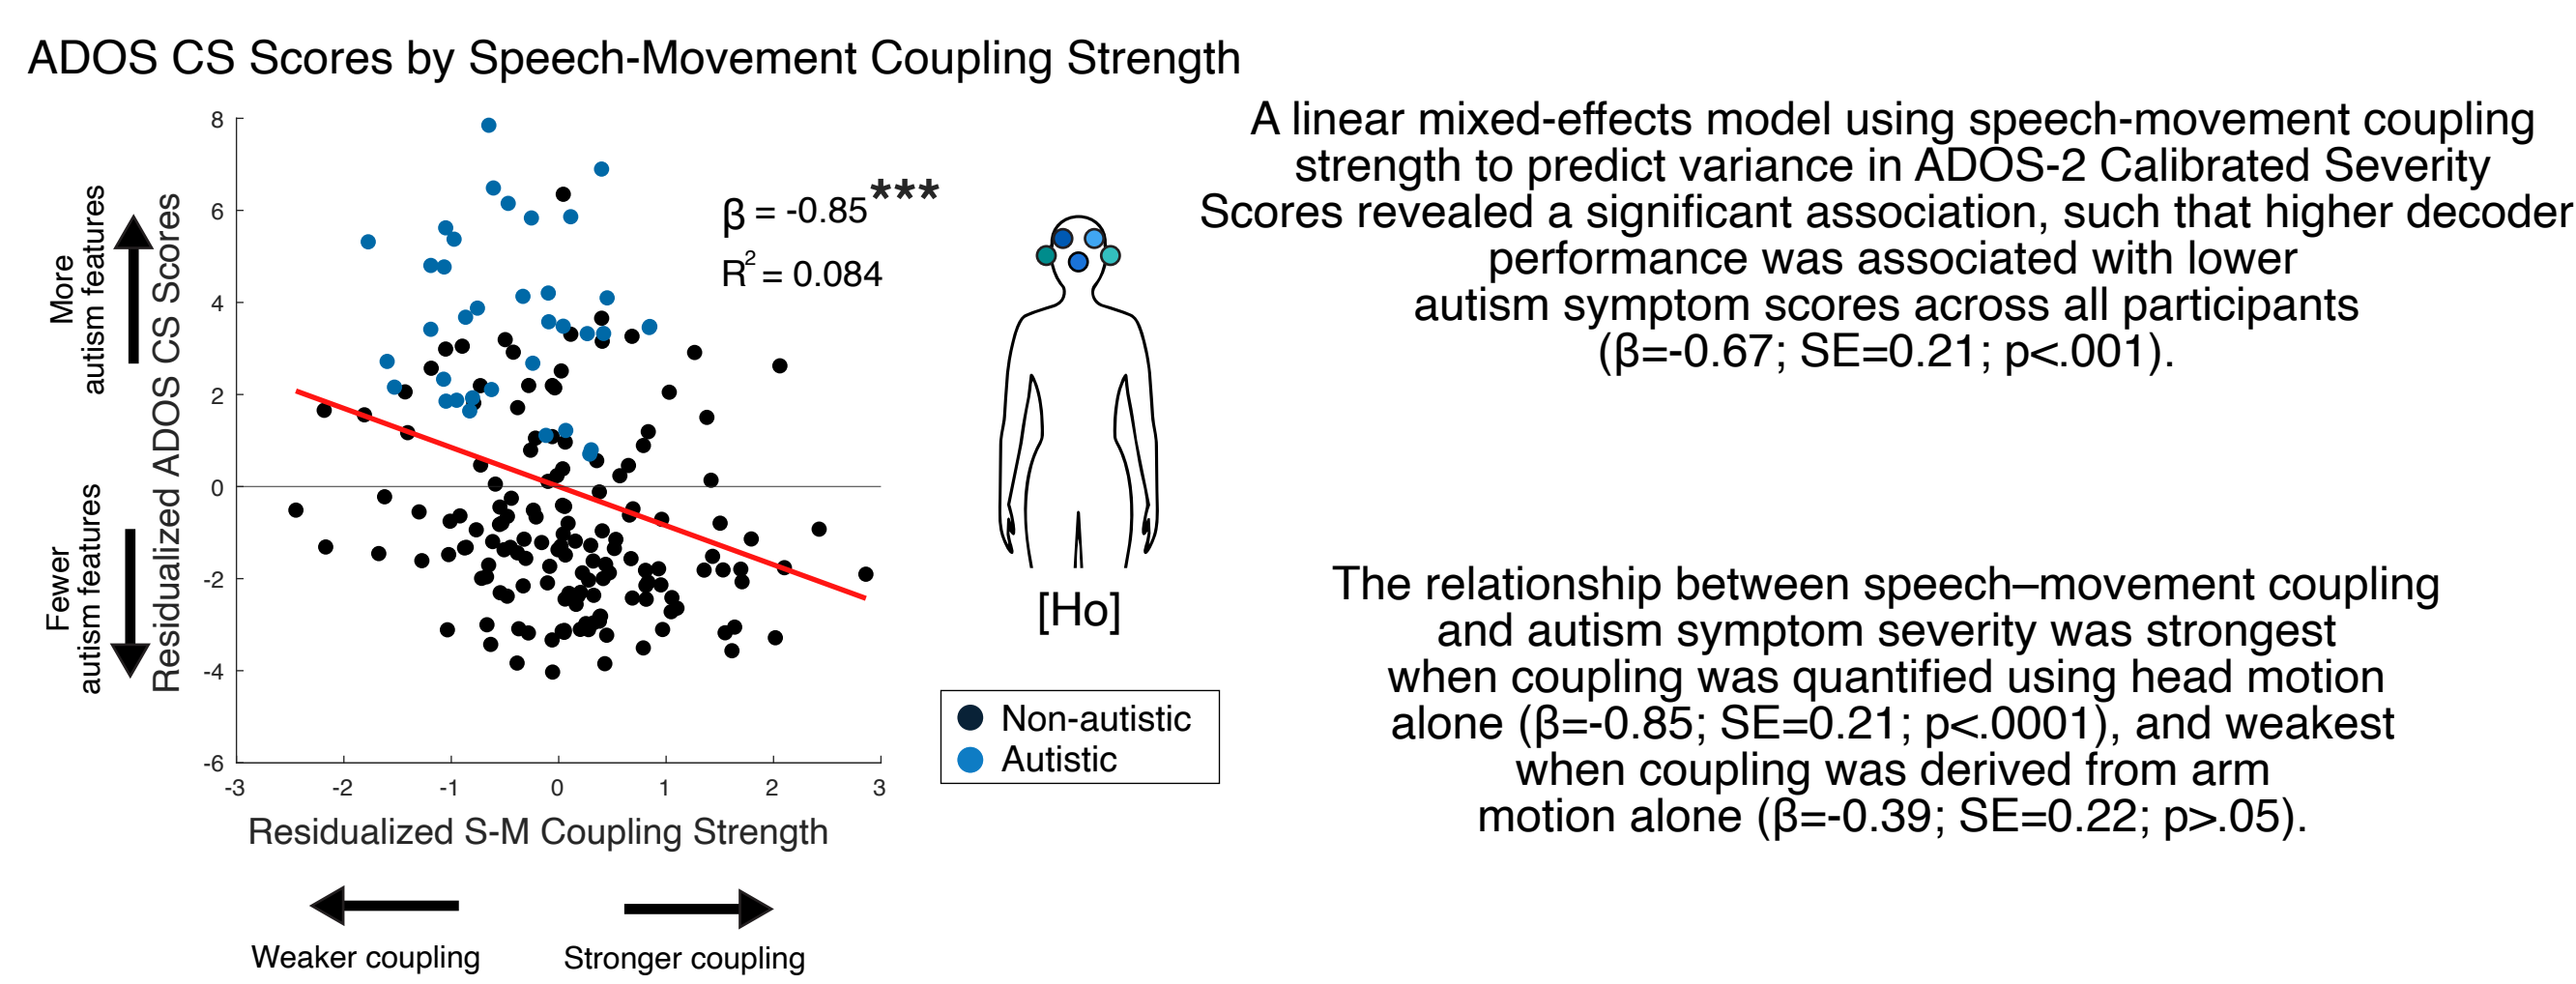 ADOS CS Scores by Speech-Movement Coupling Strength
8
6
4
2
0
-2
-4
-6
-3
-2
-1
0
1
2
3
More
autism features
Fewer
autism features
Residualized ADOS CS Scores
β = -0.85***
R² = 0.084
Residualized S-M Coupling Strength
Weaker coupling
Stronger coupling
[Ho]
Non-autistic
Autistic
A linear mixed-effects model using speech-movement coupling
strength to predict variance in ADOS-2 Calibrated Severity
Scores revealed a significant association, such that higher decoder
performance was associated with lower
autism symptom scores across all participants
(β=-0.67; SE=0.21; p<.001).
The relationship between speech–movement coupling
and autism symptom severity was strongest
when coupling was quantified using head motion
alone (β=-0.85; SE=0.21; p<.0001), and weakest
when coupling was derived from arm
motion alone (β=-0.39; SE=0.22; p>.05).